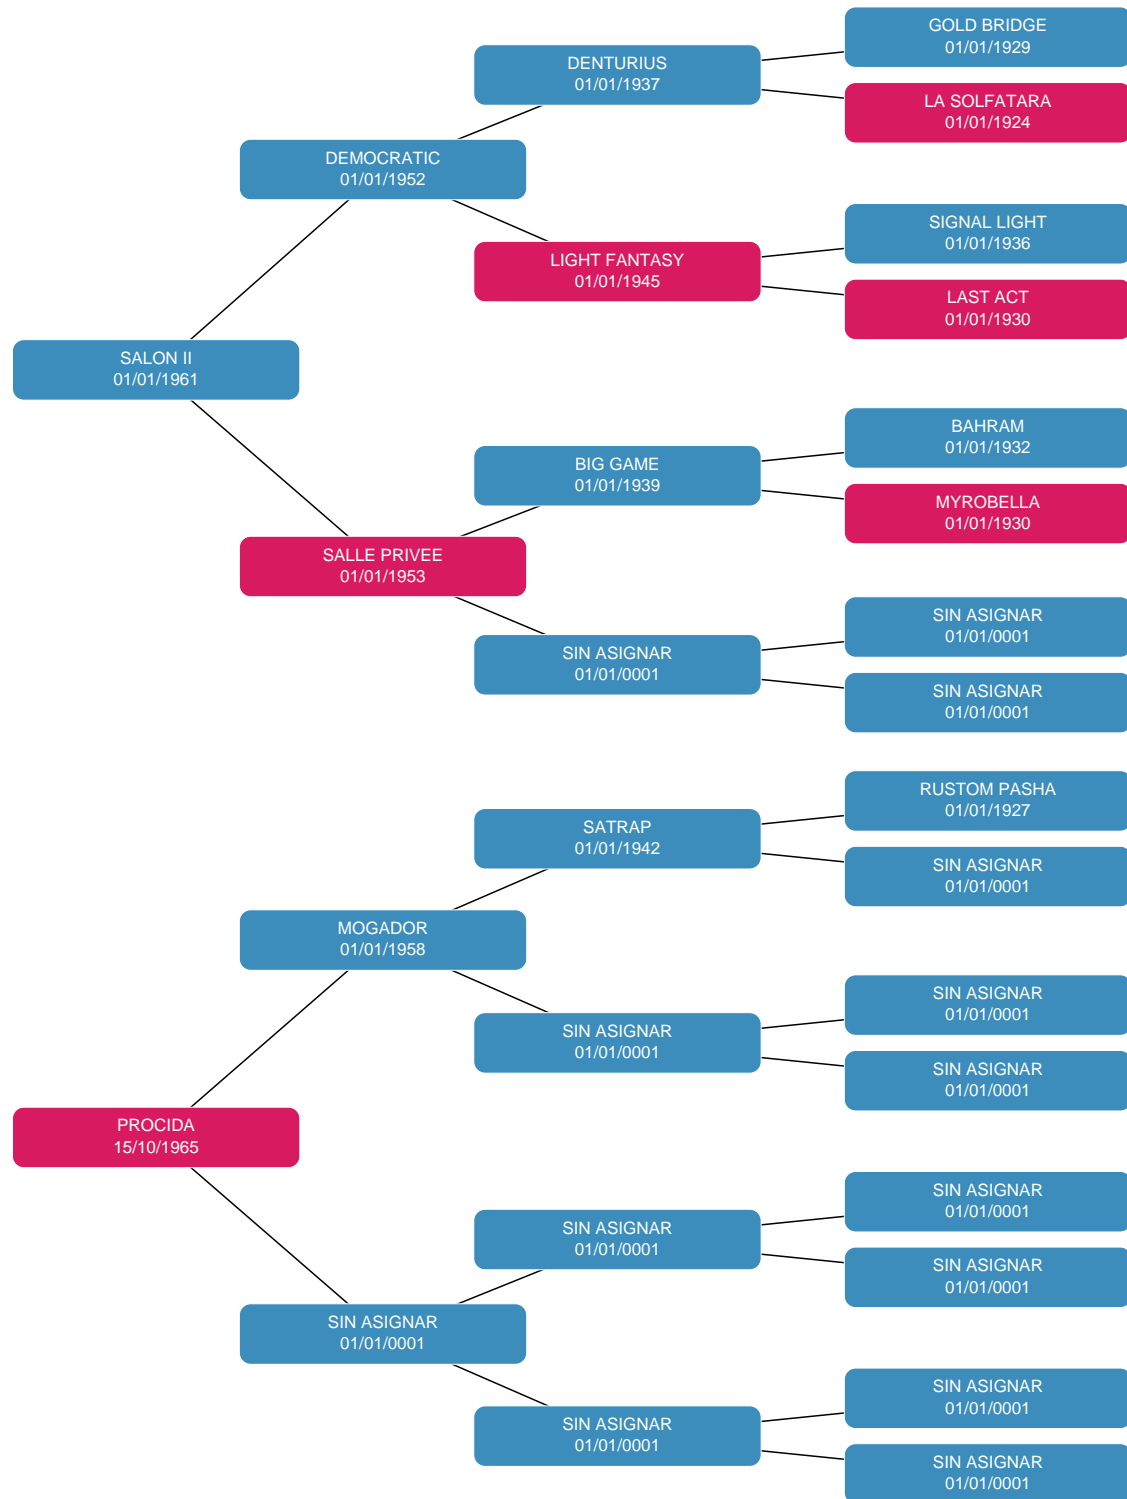 GOLD BRIDGE
01/01/1929
DENTURIUS
01/01/1937
LA SOLFATARA
01/01/1924
DEMOCRATIC
01/01/1952
SIGNAL LIGHT
01/01/1936
LIGHT FANTASY
01/01/1945
LAST ACT
01/01/1930
SALON II
01/01/1961
BAHRAM
01/01/1932
BIG GAME
01/01/1939
MYROBELLA
01/01/1930
SALLE PRIVEE
01/01/1953
SIN ASIGNAR
01/01/0001
SIN ASIGNAR
01/01/0001
SIN ASIGNAR
01/01/0001
RUSTOM PASHA
01/01/1927
SATRAP
01/01/1942
SIN ASIGNAR
01/01/0001
MOGADOR
01/01/1958
SIN ASIGNAR
01/01/0001
SIN ASIGNAR
01/01/0001
SIN ASIGNAR
01/01/0001
PROCIDA
15/10/1965
SIN ASIGNAR
01/01/0001
SIN ASIGNAR
01/01/0001
SIN ASIGNAR
01/01/0001
SIN ASIGNAR
01/01/0001
SIN ASIGNAR
01/01/0001
SIN ASIGNAR
01/01/0001
SIN ASIGNAR
01/01/0001